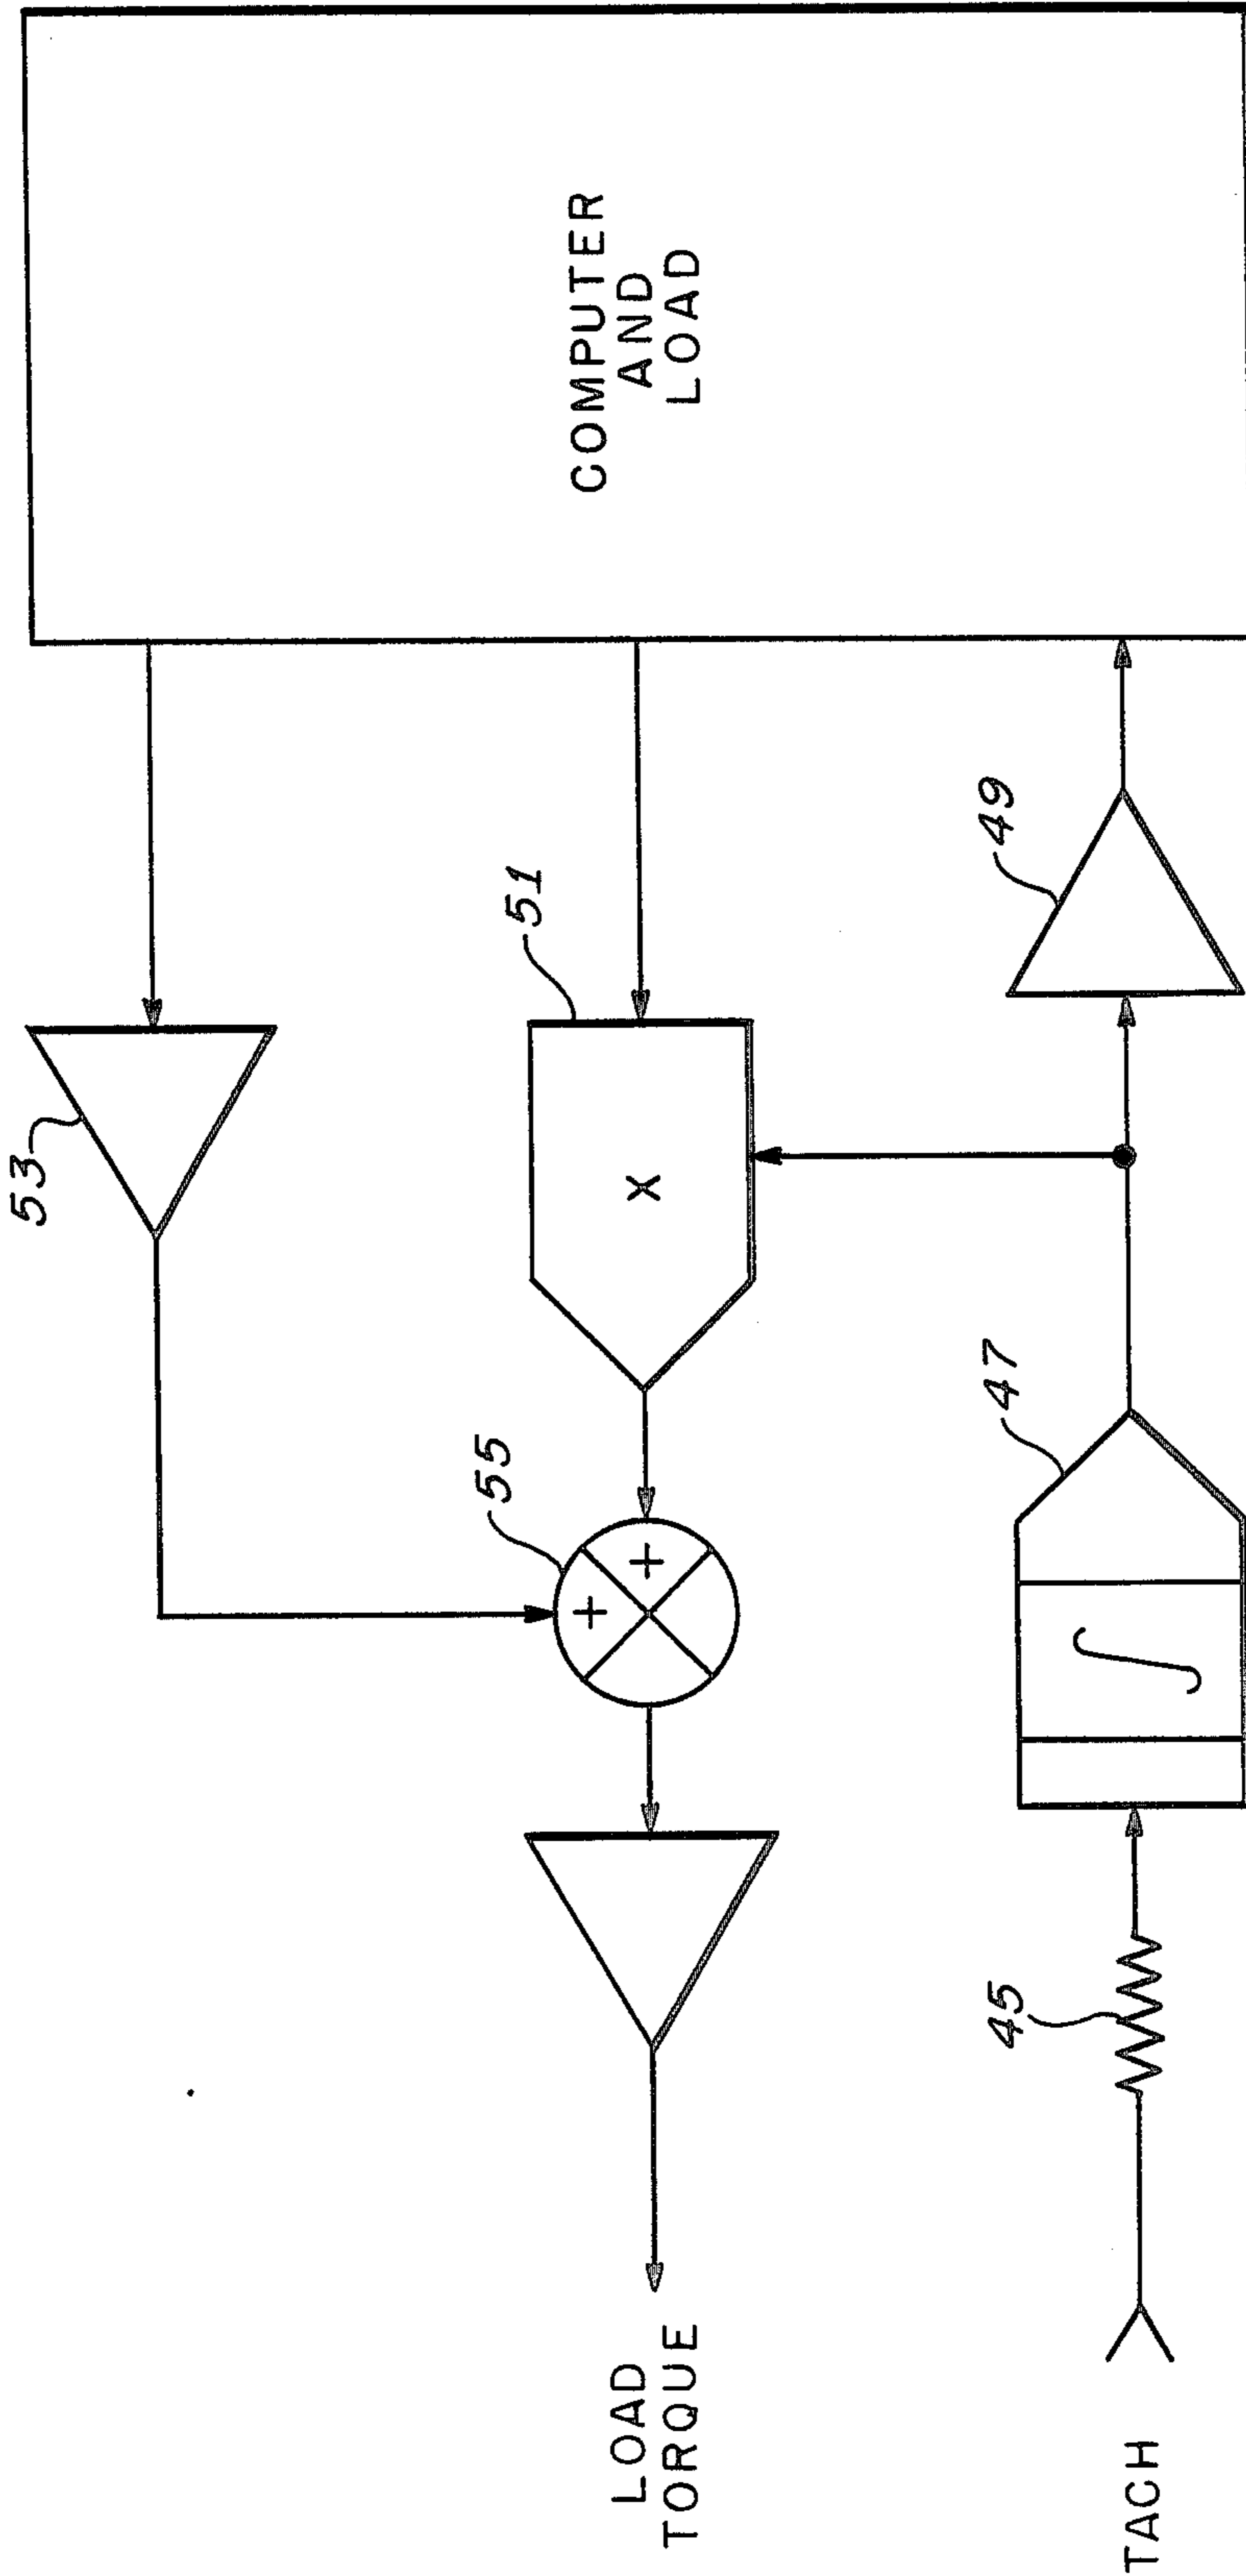 COMPUTER
AND
LOAD
53
51
49
X
55
+
+
47
∫
45
LOAD
TORQUE
TACH